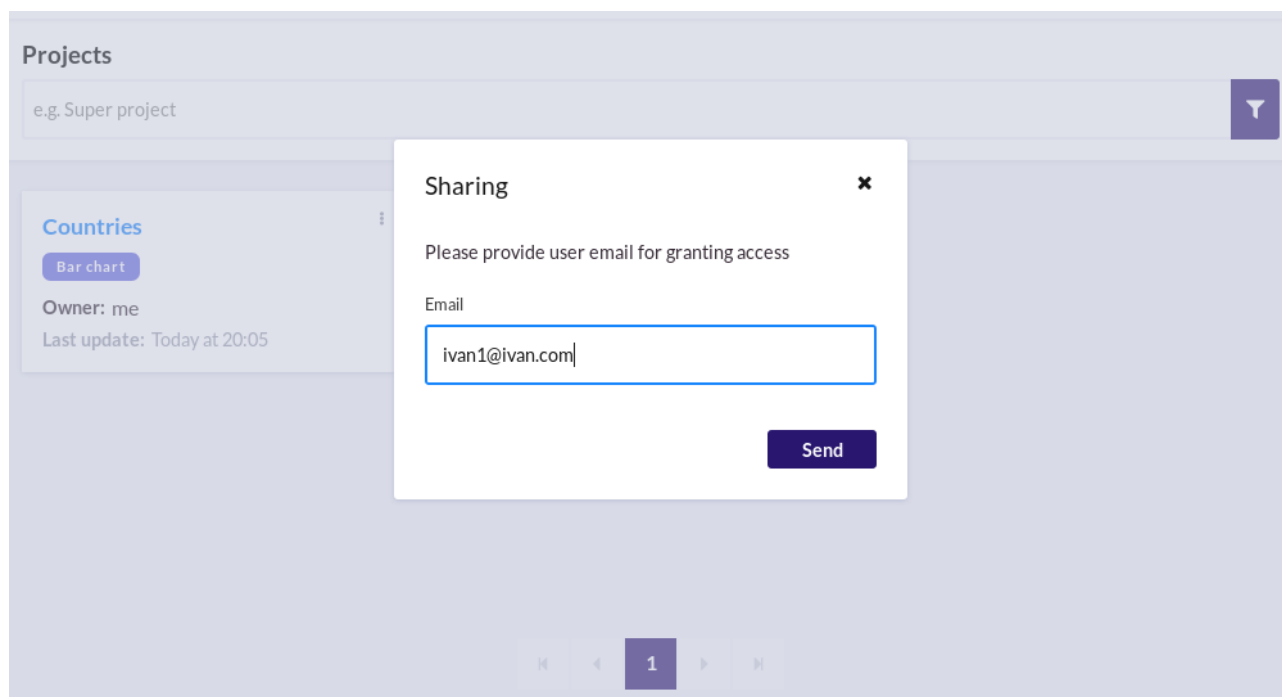 Projects
e.g. Super project
Sharing
Please provide user email for granting access
Email
ivan1@ivan.com
Send
Countries
Bar chart
Owner: me
Last update: Today at 20:05
1